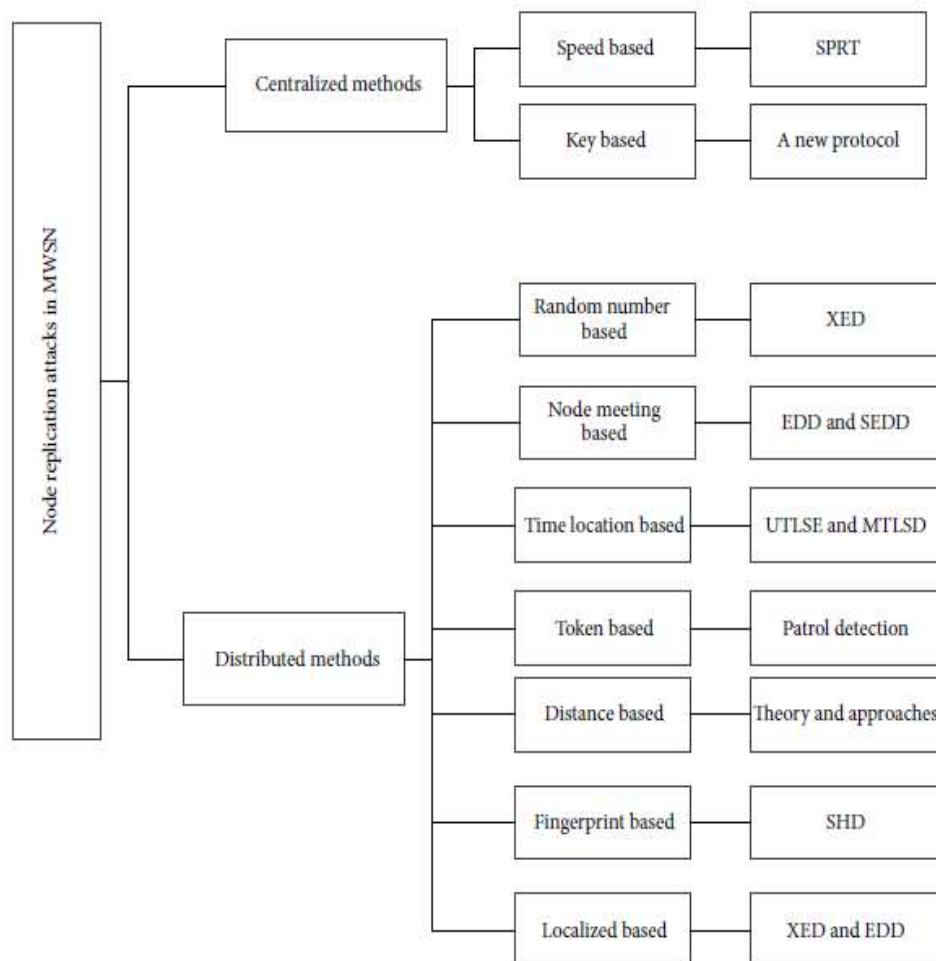 Node replication attacks in MWSN
Centralized methods
Speed based
SPRT
Key based
A new protocol
Distributed methods
Random number
based
XED
Node meeting
based
EDD and SEDD
Time location based
UTLSE and MTLSD
Token based
Patrol detection
Distance based
Theory and approaches
Fingerprint based
SHD
Localized based
XED and EDD